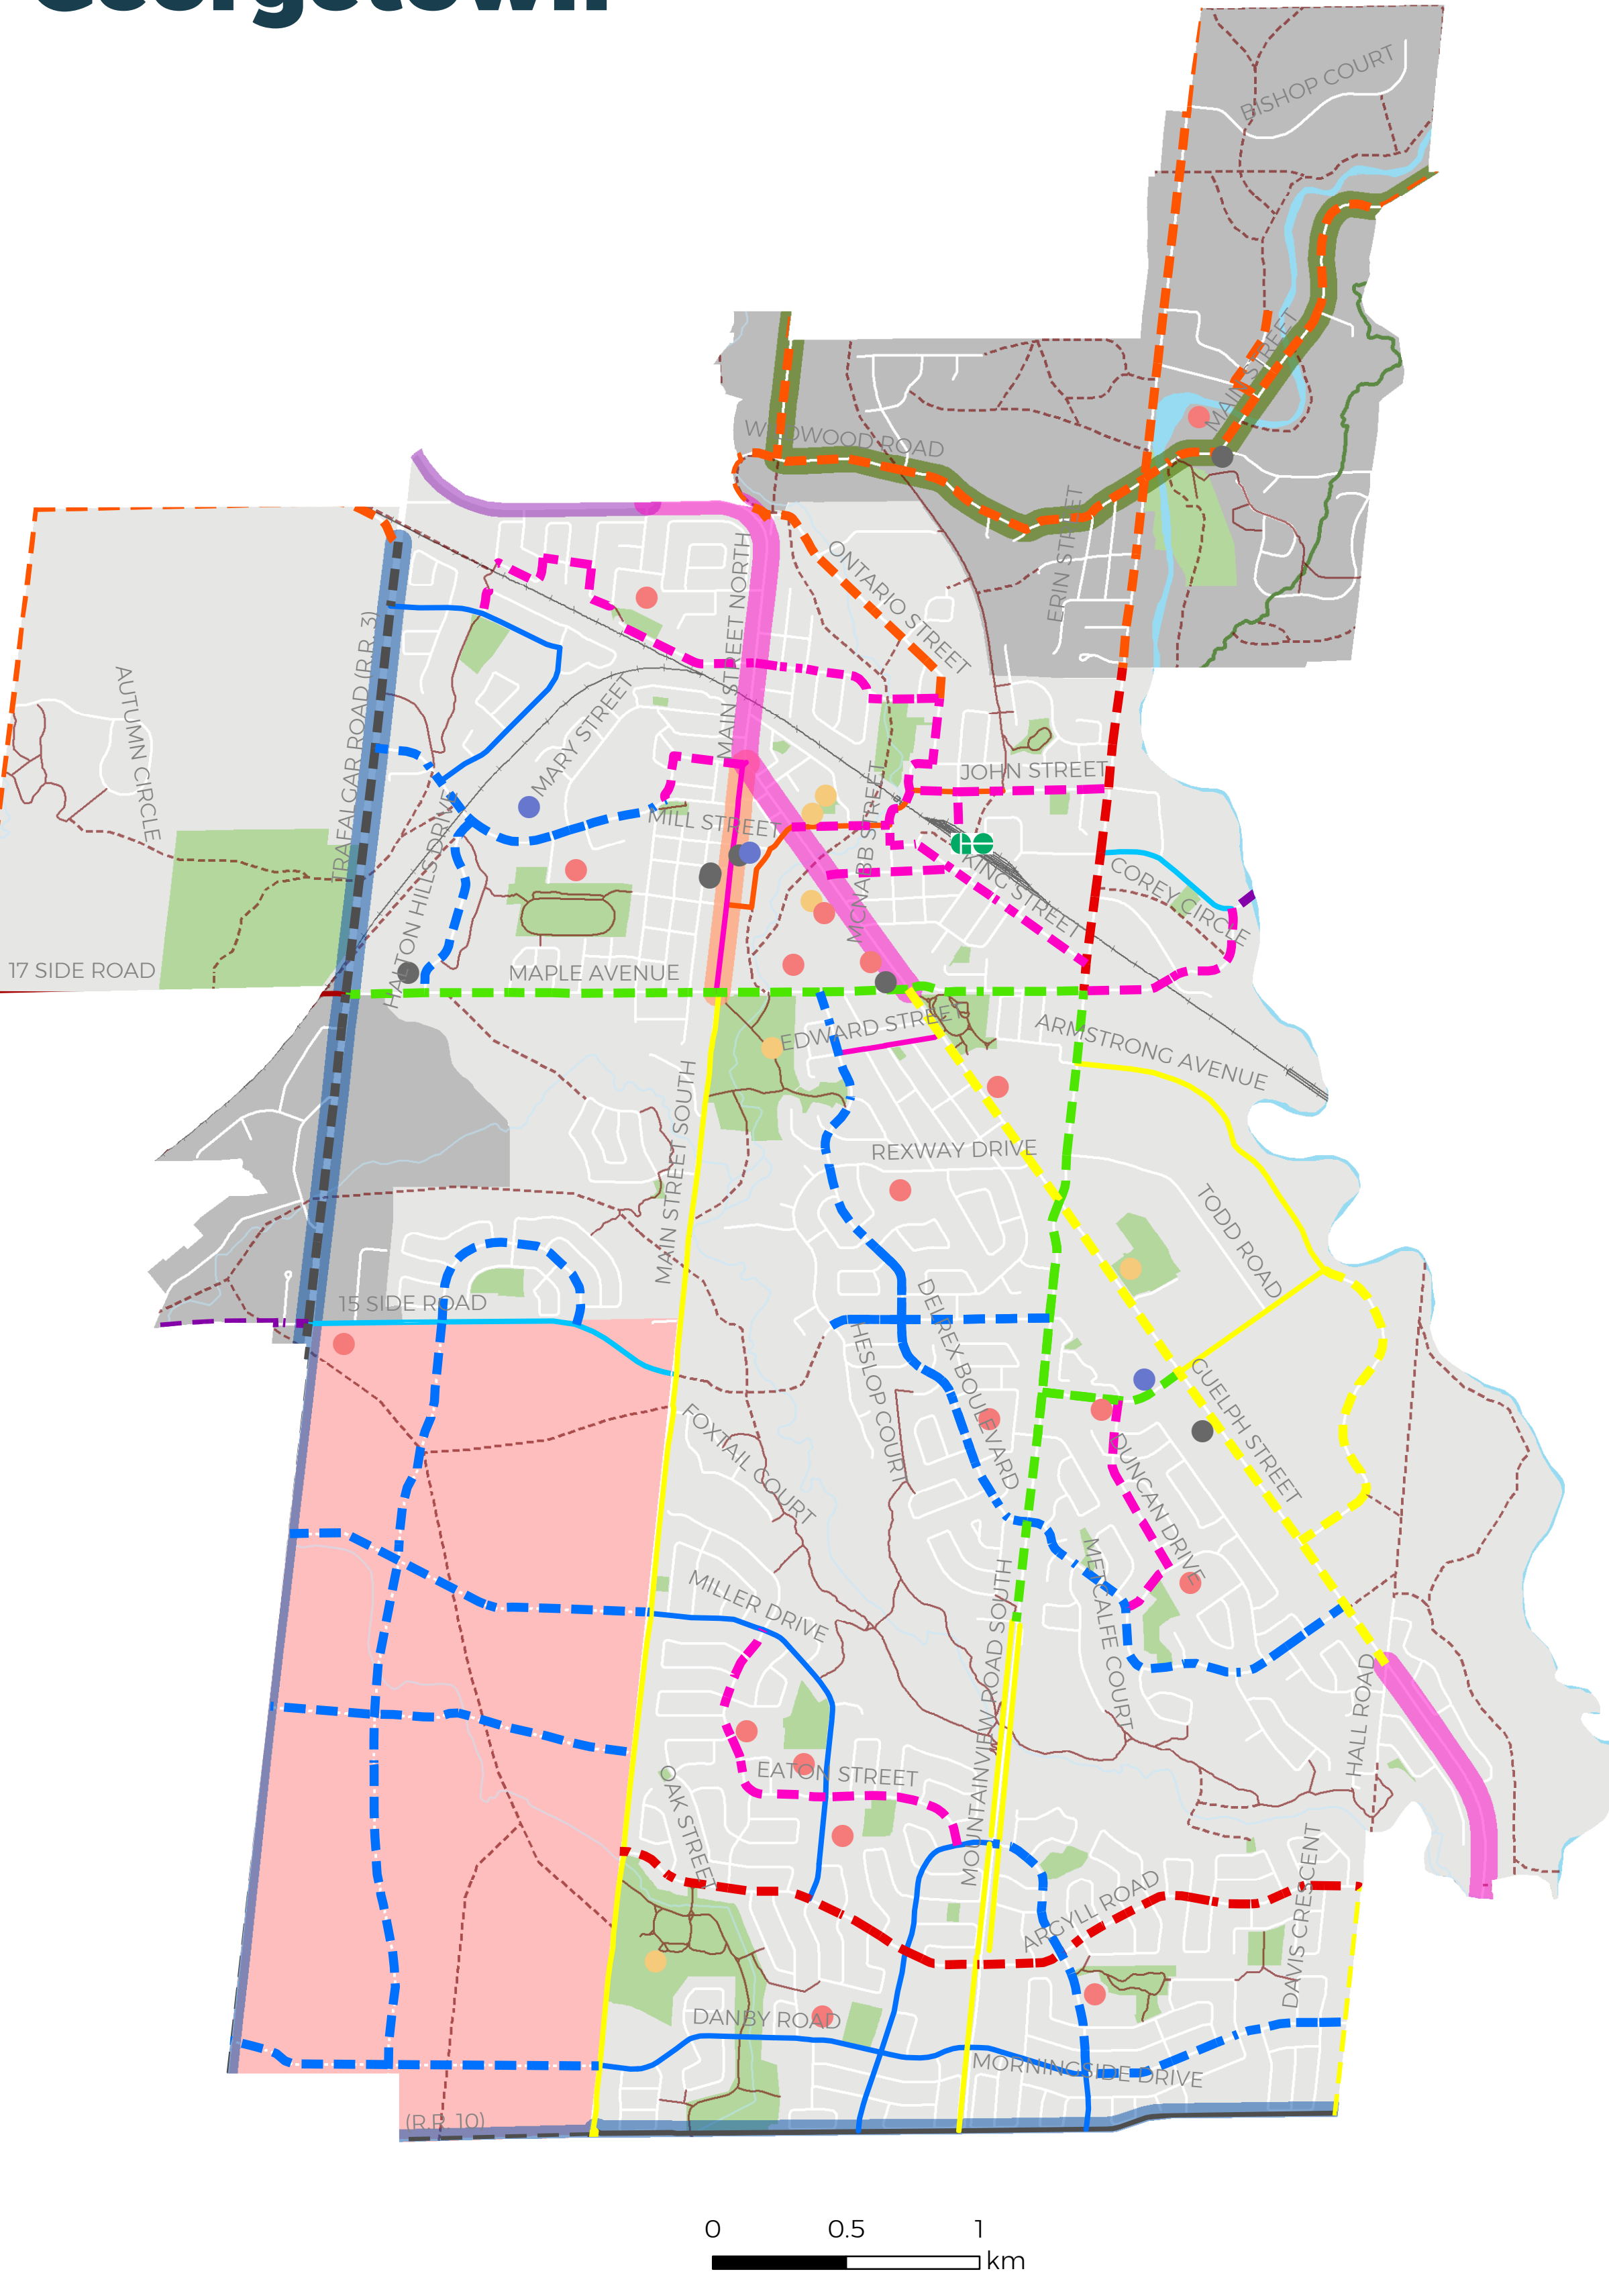 Georgetown
BISHOP COURT
MAIN STREET
WILDWOOD ROAD
ERIN STREET
ONTARIO STREET
MAIN STREET NORTH
TRAFALGAR ROAD (R.R. 3)
AUTUMN CIRCLE
MARY STREET
JOHN STREET
MILL STREET
MCNABB STREET
HALTON HILLS DRIVE
KING STREET
COREY CIRCLE
17 SIDE ROAD
MAPLE AVENUE
EDWARD STREET
ARMSTRONG AVENUE
MAIN STREET SOUTH
REXWAY DRIVE
TODD ROAD
15 SIDE ROAD
DELREX BOULEVARD
HESLOP COURT
GUELPH STREET
FOXTAIL COURT
DUNCAN DRIVE
METCALFE COURT
MILLER DRIVE
MOUNTAINVIEW ROAD SOUTH
HALL ROAD
EATON STREET
OAK STREET
ARGYLL ROAD
DAVIS CRESCENT
DANBY ROAD
MORNINGSIDE DRIVE
(R.R. 10)
0 0.5 1
km